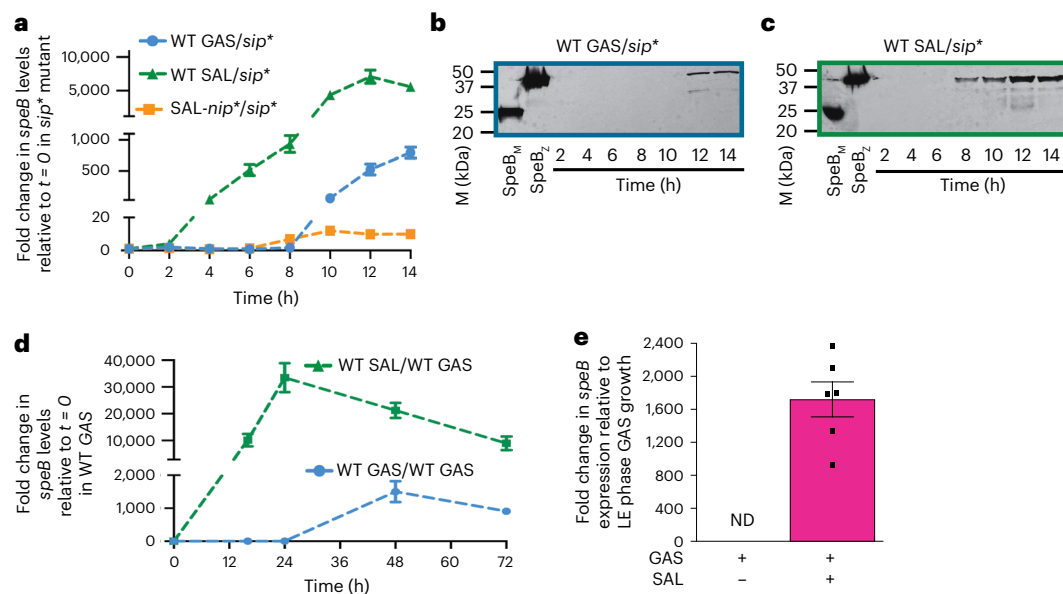 a
Fold change in speB levels
relative to t = 0 in sip* mutant
WT GAS/sip*
WT SAL/sip*
SAL-nip*/sip*
10,000
5,000
1,000
500
20
0
0 2 4 6 8 10 12 14
Time (h)
b
WT GAS/sip*
M (kDa)
50
37
25
20
SpeBM
SpeBZ
2 4 6 8 10 12 14
Time (h)
c
WT SAL/sip*
M (kDa)
50
37
25
20
SpeBM
SpeBZ
2 4 6 8 10 12 14
Time (h)
d
Fold change in
speB levels
relative to t = 0
in WT GAS
40,000
30,000
20,000
10,000
2,000
1,000
0
WT SAL/WT GAS
WT GAS/WT GAS
0 12 24 36 48 60 72
Time (h)
e
Fold change in speB
expression relative to
LE phase GAS growth
2,400
2,000
1,600
1,200
800
400
0
ND
GAS + +
SAL – +